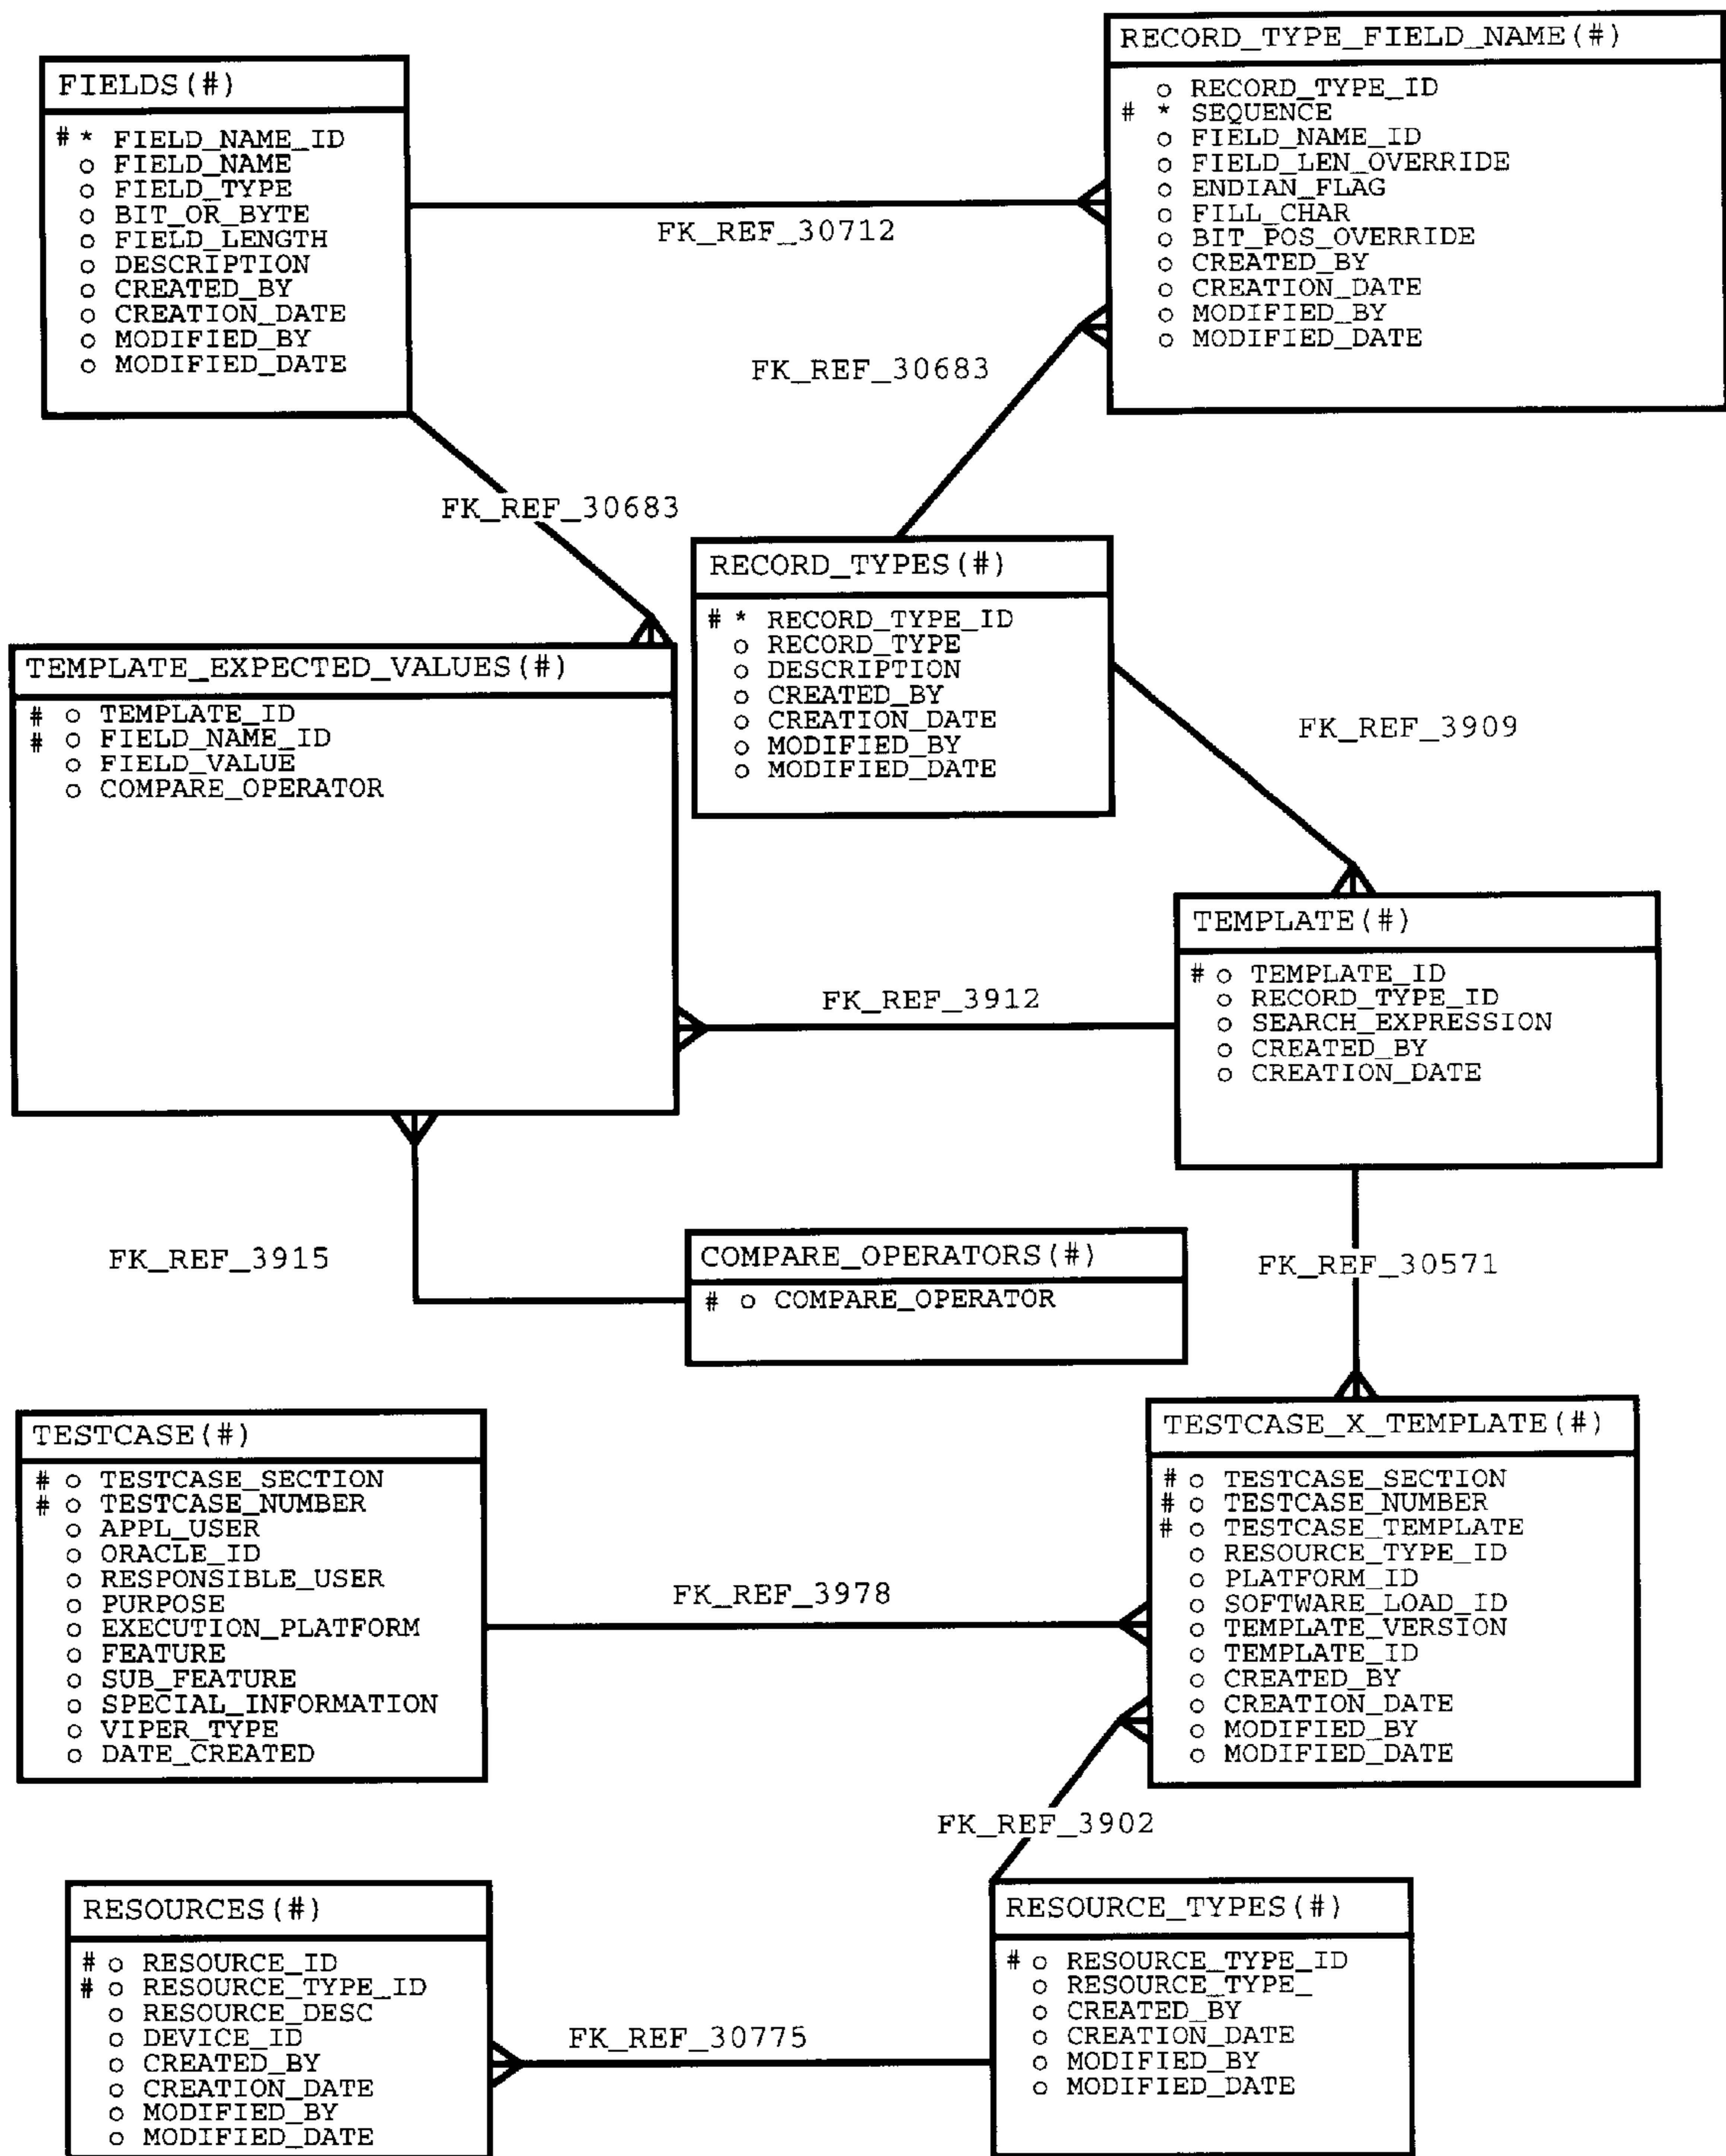 FIELDS(#)
# * FIELD_NAME_ID
o FIELD_NAME
o FIELD_TYPE
o BIT_OR_BYTE
o FIELD_LENGTH
o DESCRIPTION
o CREATED_BY
o CREATION_DATE
o MODIFIED_BY
o MODIFIED_DATE
RECORD_TYPE_FIELD_NAME(#)
o RECORD_TYPE_ID
# * SEQUENCE
o FIELD_NAME_ID
o FIELD_LEN_OVERRIDE
o ENDIAN_FLAG
o FILL_CHAR
o BIT_POS_OVERRIDE
o CREATED_BY
o CREATION_DATE
o MODIFIED_BY
o MODIFIED_DATE
FK_REF_30712
FK_REF_30683
FK_REF_30683
RECORD_TYPES(#)
# * RECORD_TYPE_ID
o RECORD_TYPE
o DESCRIPTION
o CREATED_BY
o CREATION_DATE
o MODIFIED_BY
o MODIFIED_DATE
TEMPLATE_EXPECTED_VALUES(#)
# o TEMPLATE_ID
# o FIELD_NAME_ID
o FIELD_VALUE
o COMPARE_OPERATOR
FK_REF_3909
TEMPLATE(#)
# o TEMPLATE_ID
o RECORD_TYPE_ID
o SEARCH_EXPRESSION
o CREATED_BY
o CREATION_DATE
FK_REF_3912
FK_REF_3915
COMPARE_OPERATORS(#)
# o COMPARE_OPERATOR
FK_REF_30571
TESTCASE(#)
# o TESTCASE_SECTION
# o TESTCASE_NUMBER
o APPL_USER
o ORACLE_ID
o RESPONSIBLE_USER
o PURPOSE
o EXECUTION_PLATFORM
o FEATURE
o SUB_FEATURE
o SPECIAL_INFORMATION
o VIPER_TYPE
o DATE_CREATED
FK_REF_3978
TESTCASE_X_TEMPLATE(#)
# o TESTCASE_SECTION
# o TESTCASE_NUMBER
# o TESTCASE_TEMPLATE
o RESOURCE_TYPE_ID
o PLATFORM_ID
o SOFTWARE_LOAD_ID
o TEMPLATE_VERSION
o TEMPLATE_ID
o CREATED_BY
o CREATION_DATE
o MODIFIED_BY
o MODIFIED_DATE
FK_REF_3902
RESOURCES(#)
# o RESOURCE_ID
# o RESOURCE_TYPE_ID
o RESOURCE_DESC
o DEVICE_ID
o CREATED_BY
o CREATION_DATE
o MODIFIED_BY
o MODIFIED_DATE
FK_REF_30775
RESOURCE_TYPES(#)
# o RESOURCE_TYPE_ID
o RESOURCE_TYPE_
o CREATED_BY
o CREATION_DATE
o MODIFIED_BY
o MODIFIED_DATE